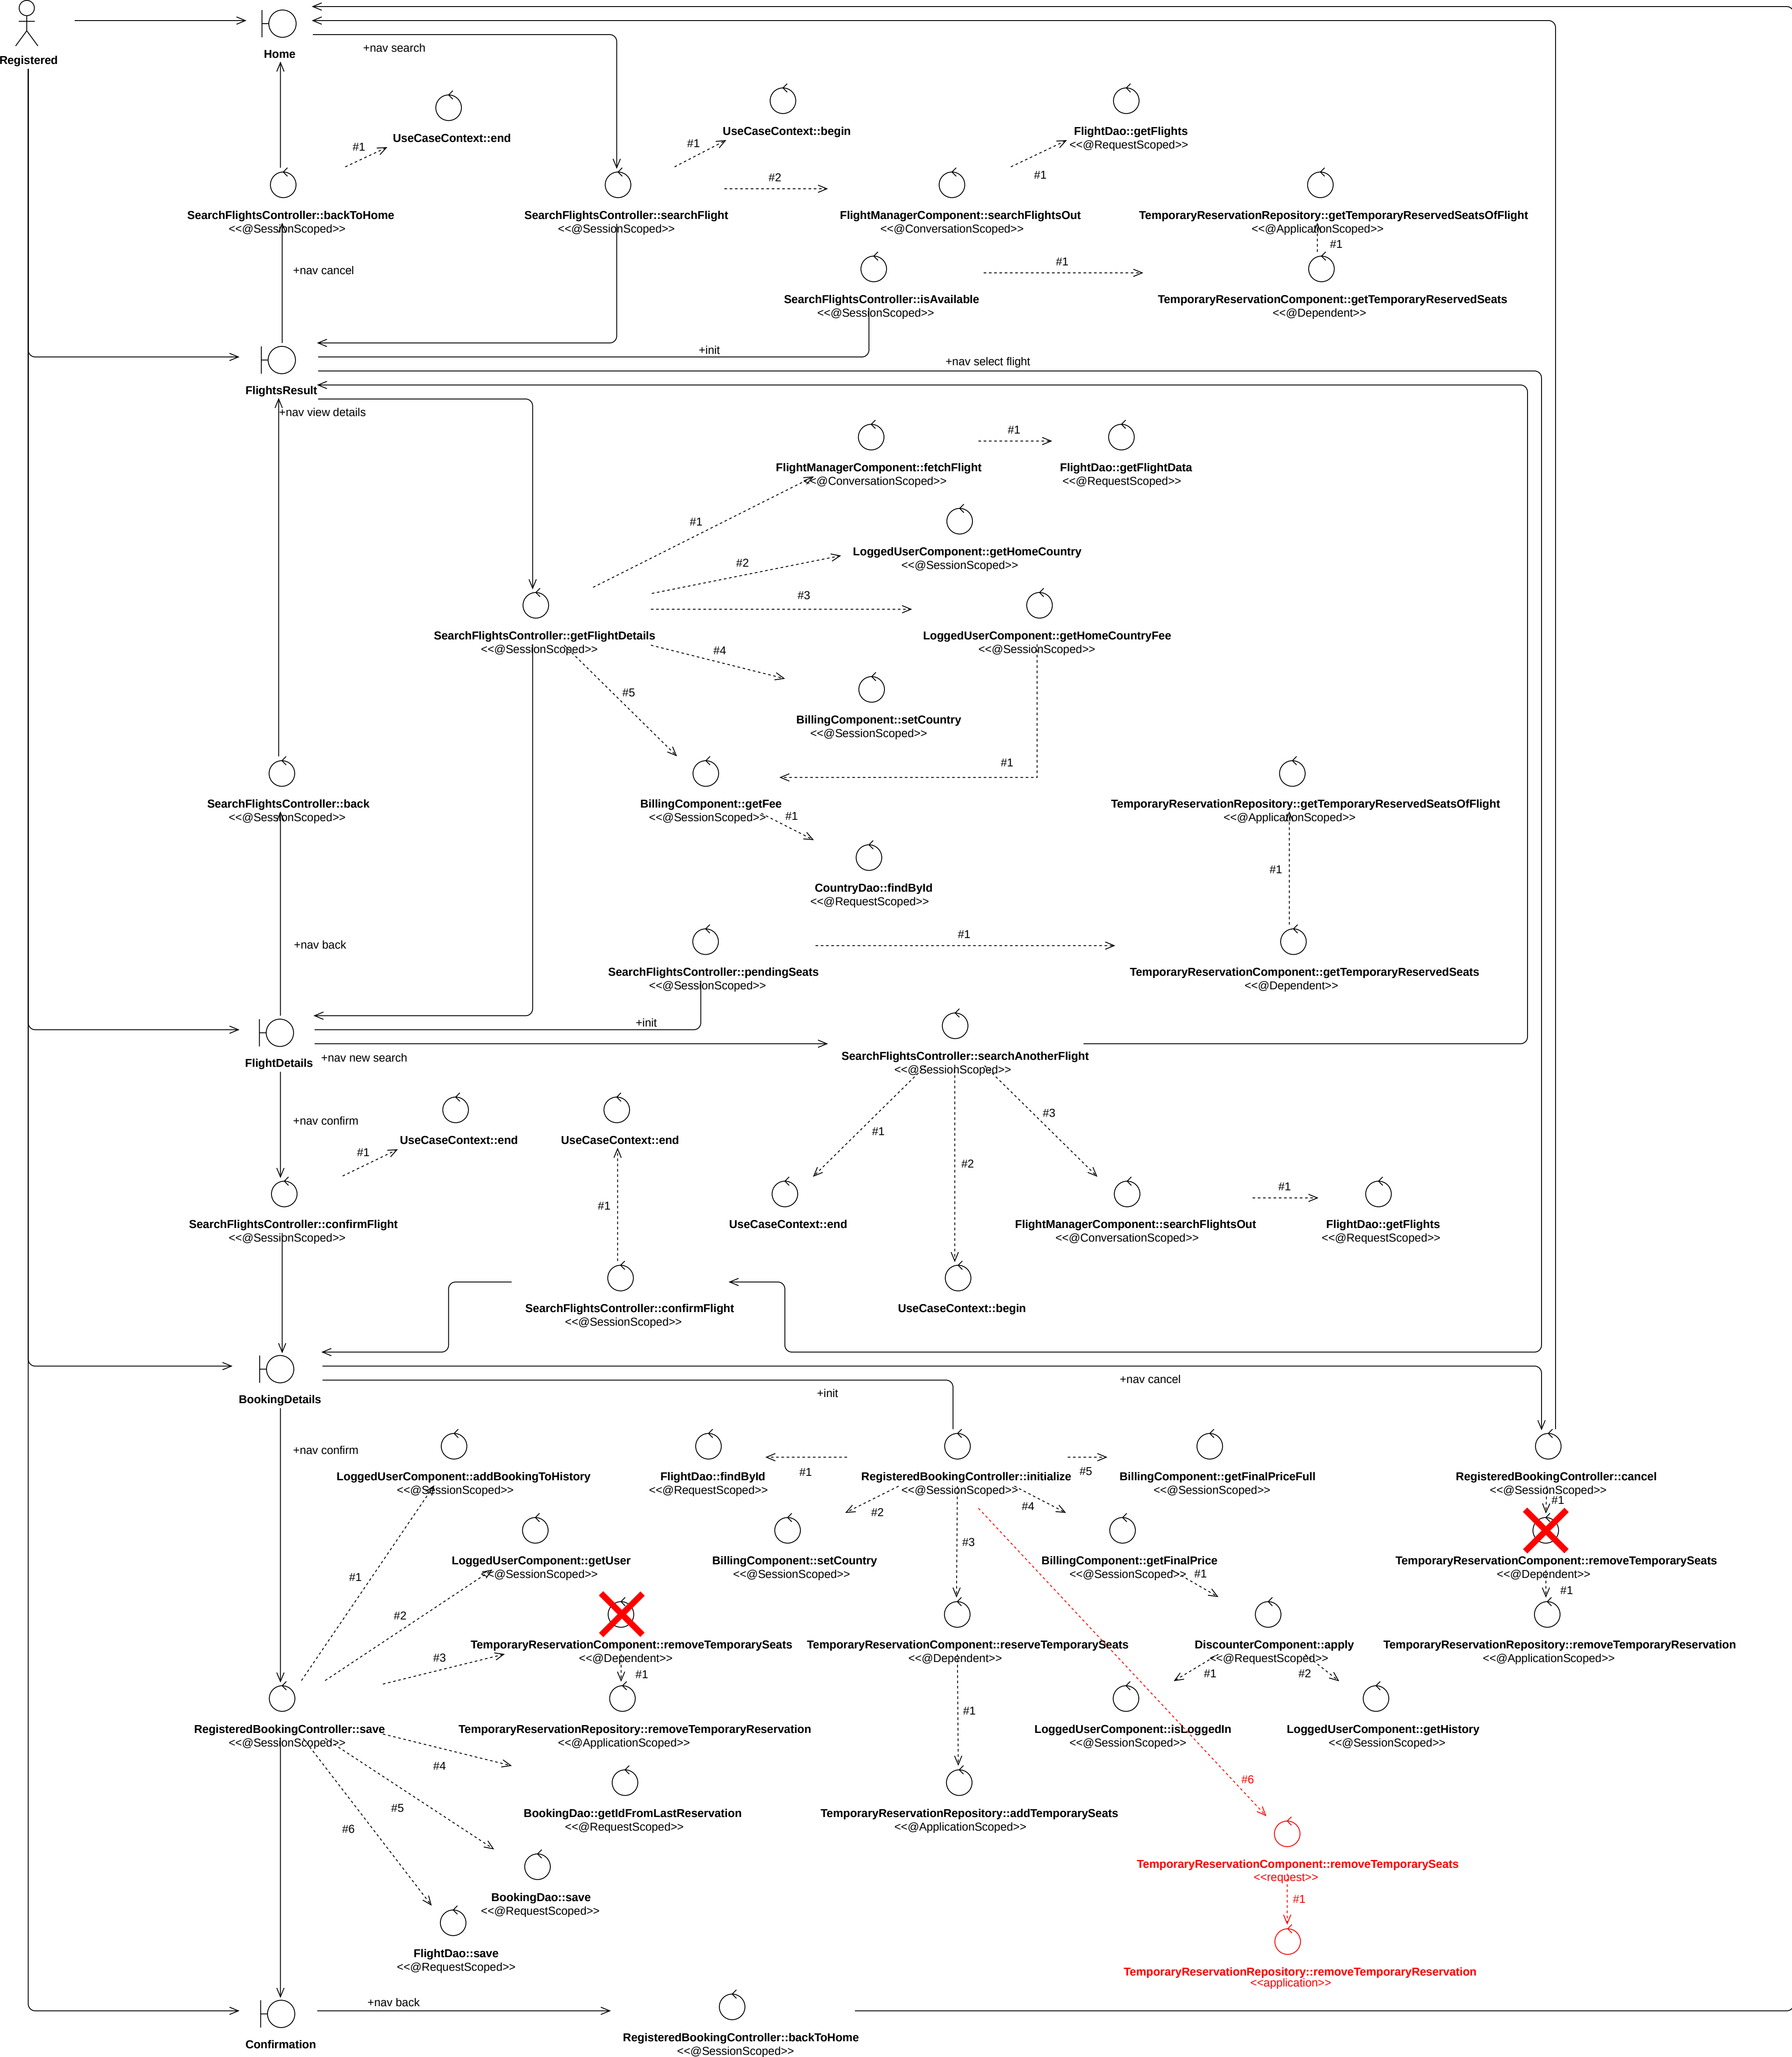 Registered
Home
+nav search
UseCaseContext::end
#1
UseCaseContext::begin
#1
FlightDao::getFlights
<<@RequestScoped>>
#1
#2
SearchFlightsController::backToHome
<<@SessionScoped>>
SearchFlightsController::searchFlight
<<@SessionScoped>>
FlightManagerComponent::searchFlightsOut
<<@ConversationScoped>>
TemporaryReservationRepository::getTemporaryReservedSeatsOfFlight
<<@ApplicationScoped>>
#1
+nav cancel
#1
SearchFlightsController::isAvailable
<<@SessionScoped>>
TemporaryReservationComponent::getTemporaryReservedSeats
<<@Dependent>>
+init
+nav select flight
FlightsResult
+nav view details
#1
FlightManagerComponent::fetchFlight
<<@ConversationScoped>>
FlightDao::getFlightData
<<@RequestScoped>>
#1
LoggedUserComponent::getHomeCountry
<<@SessionScoped>>
#2
#3
SearchFlightsController::getFlightDetails
<<@SessionScoped>>
LoggedUserComponent::getHomeCountryFee
<<@SessionScoped>>
#4
#5
BillingComponent::setCountry
<<@SessionScoped>>
#1
SearchFlightsController::back
<<@SessionScoped>>
BillingComponent::getFee
<<@SessionScoped>>
#1
TemporaryReservationRepository::getTemporaryReservedSeatsOfFlight
<<@ApplicationScoped>>
#1
CountryDao::findById
<<@RequestScoped>>
+nav back
#1
SearchFlightsController::pendingSeats
<<@SessionScoped>>
TemporaryReservationComponent::getTemporaryReservedSeats
<<@Dependent>>
+init
FlightDetails
+nav new search
SearchFlightsController::searchAnotherFlight
<<@SessionScoped>>
+nav confirm
#1
UseCaseContext::end
UseCaseContext::end
#1
#2
#3
#1
#1
SearchFlightsController::confirmFlight
<<@SessionScoped>>
UseCaseContext::end
FlightManagerComponent::searchFlightsOut
<<@ConversationScoped>>
FlightDao::getFlights
<<@RequestScoped>>
SearchFlightsController::confirmFlight
<<@SessionScoped>>
UseCaseContext::begin
BookingDetails
+init
+nav cancel
+nav confirm
LoggedUserComponent::addBookingToHistory
<<@SessionScoped>>
FlightDao::findById
<<@RequestScoped>>
#1
RegisteredBookingController::initialize
<<@SessionScoped>>
#5
BillingComponent::getFinalPriceFull
<<@SessionScoped>>
RegisteredBookingController::cancel
<<@SessionScoped>>
#1
#2
#4
#3
LoggedUserComponent::getUser
<<@SessionScoped>>
BillingComponent::setCountry
<<@SessionScoped>>
BillingComponent::getFinalPrice
<<@SessionScoped>>
#1
TemporaryReservationComponent::removeTemporarySeats
<<@Dependent>>
#1
#1
#2
#3
TemporaryReservationComponent::removeTemporarySeats
<<@Dependent>>
#1
TemporaryReservationComponent::reserveTemporarySeats
<<@Dependent>>
DiscounterComponent::apply
<<@RequestScoped>>
#1
#2
TemporaryReservationRepository::removeTemporaryReservation
<<@ApplicationScoped>>
RegisteredBookingController::save
<<@SessionScoped>>
TemporaryReservationRepository::removeTemporaryReservation
<<@ApplicationScoped>>
#1
LoggedUserComponent::isLoggedIn
<<@SessionScoped>>
LoggedUserComponent::getHistory
<<@SessionScoped>>
#4
#5
#6
#6
BookingDao::getIdFromLastReservation
<<@RequestScoped>>
TemporaryReservationRepository::addTemporarySeats
<<@ApplicationScoped>>
TemporaryReservationComponent::removeTemporarySeats
<<request>>
#1
BookingDao::save
<<@RequestScoped>>
FlightDao::save
<<@RequestScoped>>
TemporaryReservationRepository::removeTemporaryReservation
<<application>>
+nav back
Confirmation
RegisteredBookingController::backToHome
<<@SessionScoped>>